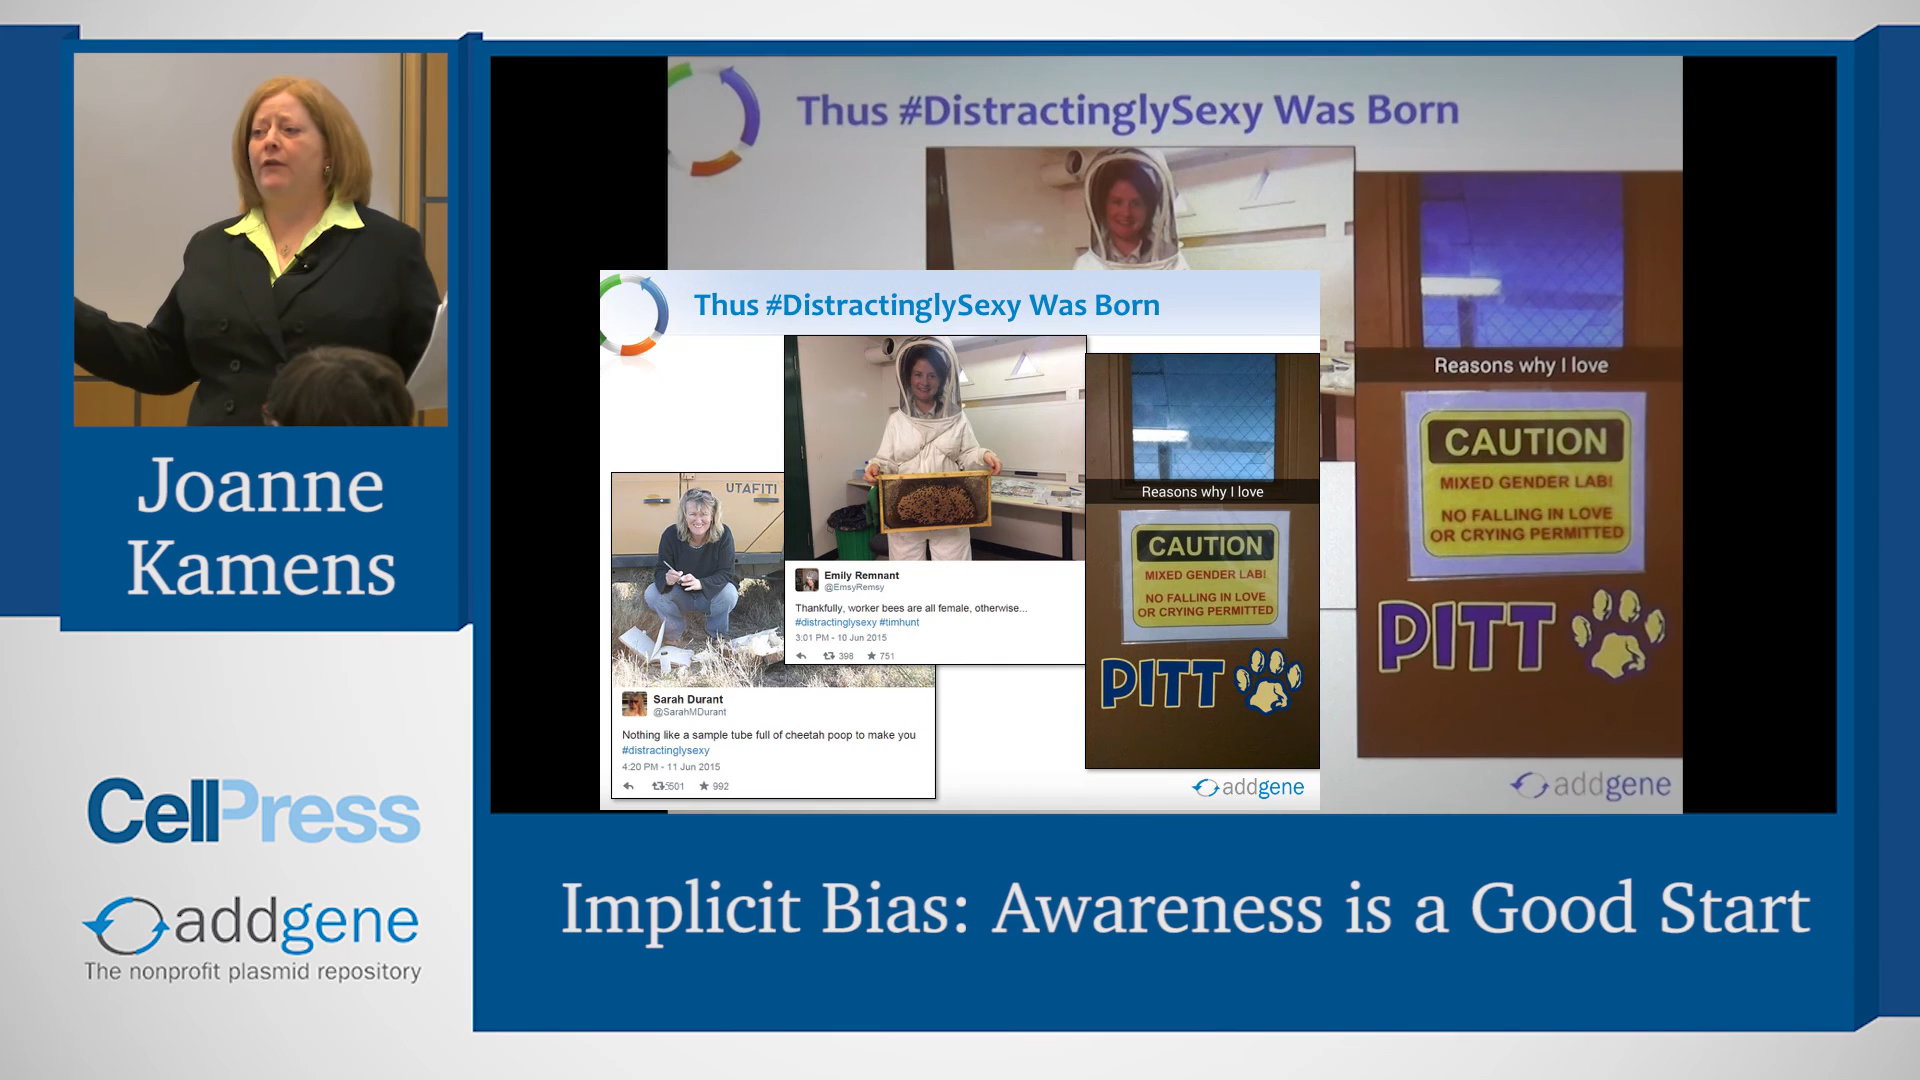 Joanne
Kamens
CellPress
addgene
The nonprofit plasmid repository
Thus #DistractinglySexy Was Born
Reasons why I love
CAUTION
MIXED GENDER LAB!
NO FALLING IN LOVE
OR CRYING PERMITTED
PITT
addgene
Thus #DistractinglySexy Was Born
UTAFITI
Emily Remnant
@EmsyRemsy
Thankfully, worker bees are all female, otherwise...
#distractinglysexy #timhunt
3:01 PM - 10 Jun 2015
398 751
Sarah Durant
@SarahMDurant
Nothing like a sample tube full of cheetah poop to make you
#distractinglysexy
4:20 PM - 11 Jun 2015
501 992
Reasons why I love
CAUTION
MIXED GENDER LAB!
NO FALLING IN LOVE
OR CRYING PERMITTED
PITT
addgene
Implicit Bias: Awareness is a Good Start